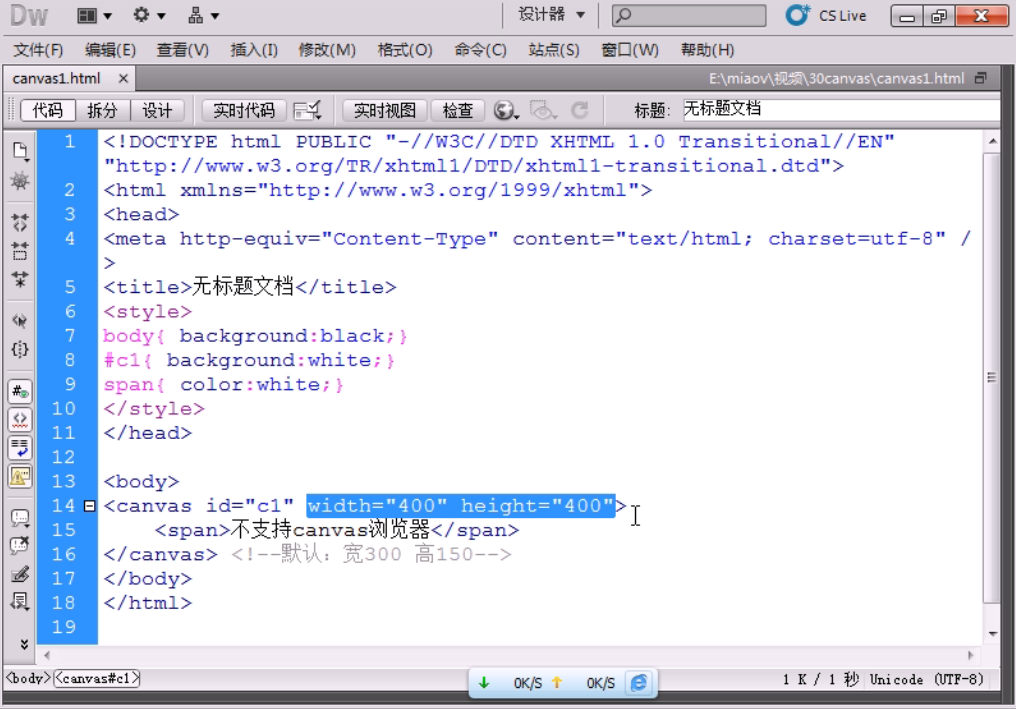 Dw
设计器
CS Live
文件(F) 编辑(E) 查看(V) 插入(I) 修改(M) 格式(O) 命令(C) 站点(S) 窗口(W) 帮助(H)
canvas1.html ×
E:\miaov\视频\30canvas\canvas1.html
代码 拆分 设计 实时代码 实时视图 检查 标题: 无标题文档
1 <!DOCTYPE html PUBLIC "-//W3C//DTD XHTML 1.0 Transitional//EN"
"http://www.w3.org/TR/xhtml1/DTD/xhtml1-transitional.dtd">
2 <html xmlns="http://www.w3.org/1999/xhtml">
3 <head>
4 <meta http-equiv="Content-Type" content="text/html; charset=utf-8" /
>
5 <title>无标题文档</title>
6 <style>
7 body{ background:black;}
8 #c1{ background:white;}
9 span{ color:white;}
10 </style>
11 </head>
12
13 <body>
14 <canvas id="c1" width="400" height="400">
15 <span>不支持canvas浏览器</span>
16 </canvas> <!--默认: 宽300 高150-->
17 </body>
18 </html>
19
<body> <canvas#c1>
0K/S 0K/S
1 K / 1 秒 Unicode (UTF-8)